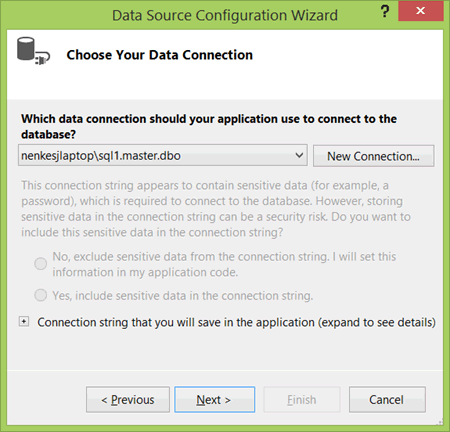 Data Source Configuration Wizard
?
Choose Your Data Connection
Which data connection should your application use to connect to the
database?
nenkesjlaptop\sql1.master.dbo
New Connection...
This connection string appears to contain sensitive data (for example, a
password), which is required to connect to the database. However, storing
sensitive data in the connection string can be a security risk. Do you want to
include this sensitive data in the connection string?
No, exclude sensitive data from the connection string. I will set this
information in my application code.
Yes, include sensitive data in the connection string.
Connection string that you will save in the application (expand to see details)
< Previous
Next >
Finish
Cancel